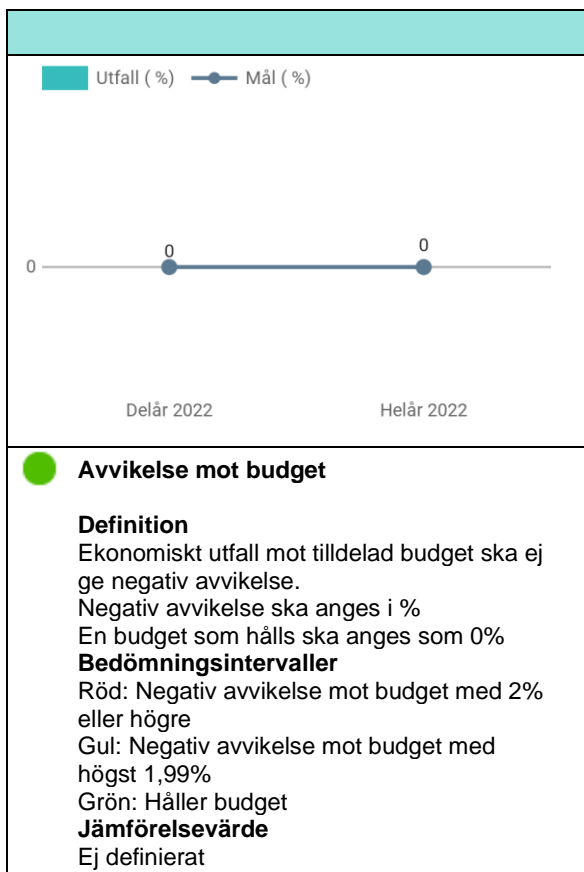 Utfall ( %) Mål ( %)
0 0
0
Delår 2022 Helår 2022
Avvikelse mot budget
Definition
Ekonomiskt utfall mot tilldelad budget ska ej
ge negativ avvikelse.
Negativ avvikelse ska anges i %
En budget som hålls ska anges som 0%
Bedömningsintervaller
Röd: Negativ avvikelse mot budget med 2%
eller högre
Gul: Negativ avvikelse mot budget med
högst 1,99%
Grön: Håller budget
Jämförelsevärde
Ej definierat